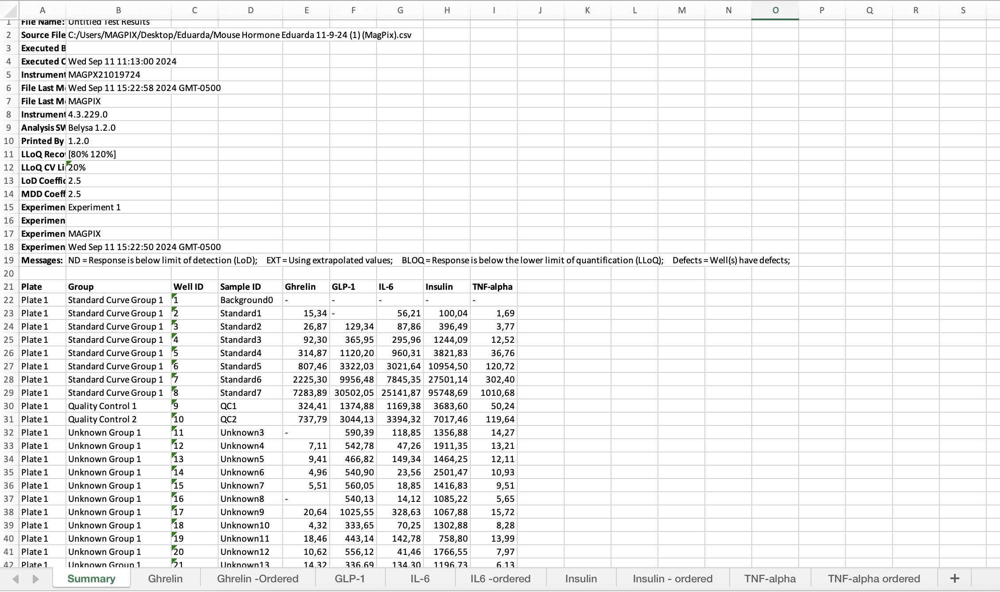 A B C D E F G H I J K L M N O P Q R S
1 File Name: Untitled Test Results
2 Source File C:/Users/MAGPIX/Desktop/Eduarda/Mouse Hormone Eduarda 11-9-24 (1) (MagPix).csv
3 Executed B
4 Executed O Wed Sep 11 11:13:00 2024
5 Instrument MAGPX21019724
6 File Last M Wed Sep 11 15:22:58 2024 GMT-0500
7 File Last M MAGPIX
8 Instrument 4.3.229.0
9 Analysis SW Belysa 1.2.0
10 Printed By 1.2.0
11 LLoQ Reco [80% 120%]
12 LLoQ CV Li 20%
13 LoD Coeffic 2.5
14 MDD Coeff 2.5
15 Experimen Experiment 1
16 Experimen
17 Experimen MAGPIX
18 Experimen Wed Sep 11 15:22:50 2024 GMT-0500
19 Messages: ND = Response is below limit of detection (LoD); EXT = Using extrapolated values; BLOQ = Response is below the lower limit of quantification (LLoQ); Defects = Well(s) have defects;
20
21 Plate Group Well ID Sample ID Ghrelin GLP-1 IL-6 Insulin TNF-alpha
22 Plate 1 Standard Curve Group 1 1 Background0 - - - - -
23 Plate 1 Standard Curve Group 1 2 Standard1 15,34 - 56,21 100,04 1,69
24 Plate 1 Standard Curve Group 1 3 Standard2 26,87 129,34 87,86 396,49 3,77
25 Plate 1 Standard Curve Group 1 4 Standard3 92,30 365,95 295,96 1244,09 12,52
26 Plate 1 Standard Curve Group 1 5 Standard4 314,87 1120,20 960,31 3821,83 36,76
27 Plate 1 Standard Curve Group 1 6 Standard5 807,46 3322,03 3021,64 10954,50 120,72
28 Plate 1 Standard Curve Group 1 7 Standard6 2225,30 9956,48 7845,35 27501,14 302,40
29 Plate 1 Standard Curve Group 1 8 Standard7 7283,89 30502,05 25141,87 95748,69 1010,68
30 Plate 1 Quality Control 1 9 QC1 324,41 1374,88 1169,38 3683,60 50,24
31 Plate 1 Quality Control 2 10 QC2 737,79 3044,13 3394,32 7017,46 119,64
32 Plate 1 Unknown Group 1 11 Unknown3 - 590,39 118,85 1356,88 14,27
33 Plate 1 Unknown Group 1 12 Unknown4 7,11 542,78 47,26 1911,35 13,21
34 Plate 1 Unknown Group 1 13 Unknown5 9,41 466,82 149,34 1464,25 12,11
35 Plate 1 Unknown Group 1 14 Unknown6 4,96 540,90 23,56 2501,47 10,93
36 Plate 1 Unknown Group 1 15 Unknown7 5,51 560,05 18,85 1416,83 9,51
37 Plate 1 Unknown Group 1 16 Unknown8 - 540,13 14,12 1085,22 5,65
38 Plate 1 Unknown Group 1 17 Unknown9 20,64 1025,55 328,63 1067,88 15,72
39 Plate 1 Unknown Group 1 18 Unknown10 4,32 333,65 70,25 1302,88 8,28
40 Plate 1 Unknown Group 1 19 Unknown11 18,46 443,14 142,78 758,80 13,99
41 Plate 1 Unknown Group 1 20 Unknown12 10,62 556,12 41,46 1766,55 7,97
42 Plate 1 Unknown Group 1 21 Unknown13 14,32 336,69 134,30 1196,73 6,13
Summary Ghrelin Ghrelin -Ordered GLP-1 IL-6 IL6 -ordered Insulin Insulin - ordered TNF-alpha TNF-alpha ordered +